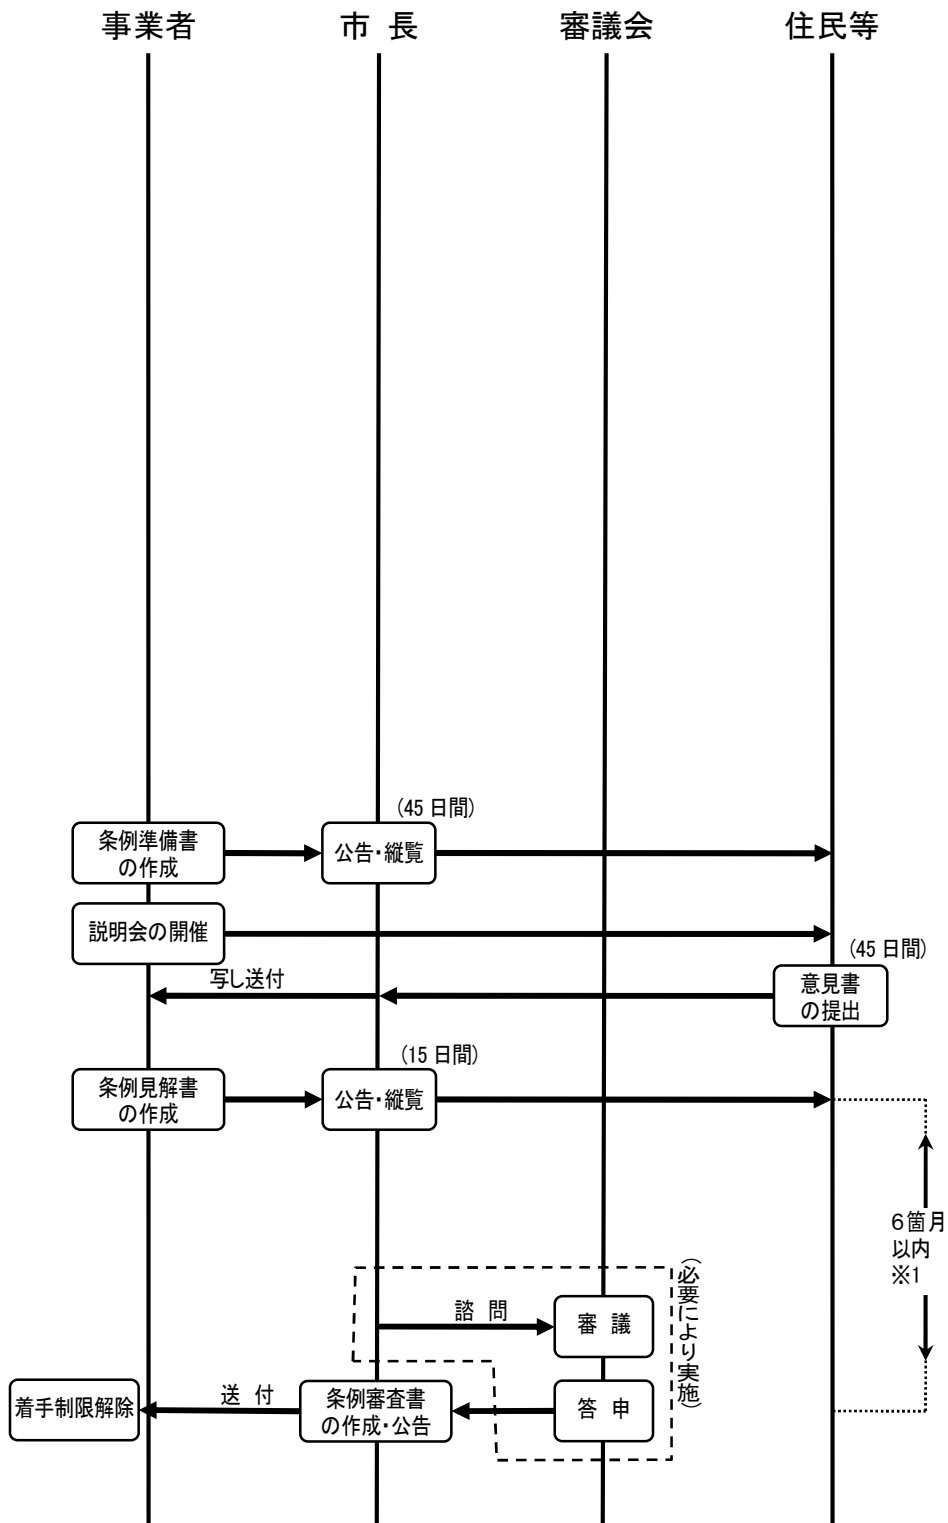 事業者
市 長
審議会
住民等
(45 日間)
条例準備書
の作成
公告・縦覧
説明会の開催
(45 日間)
写し送付
意見書
の提出
(15 日間)
条例見解書
の作成
公告・縦覧
6箇月
以内
※1
(必要により実施)
諮 問
審 議
着手制限解除
送 付
条例審査書
の作成・公告
答 申